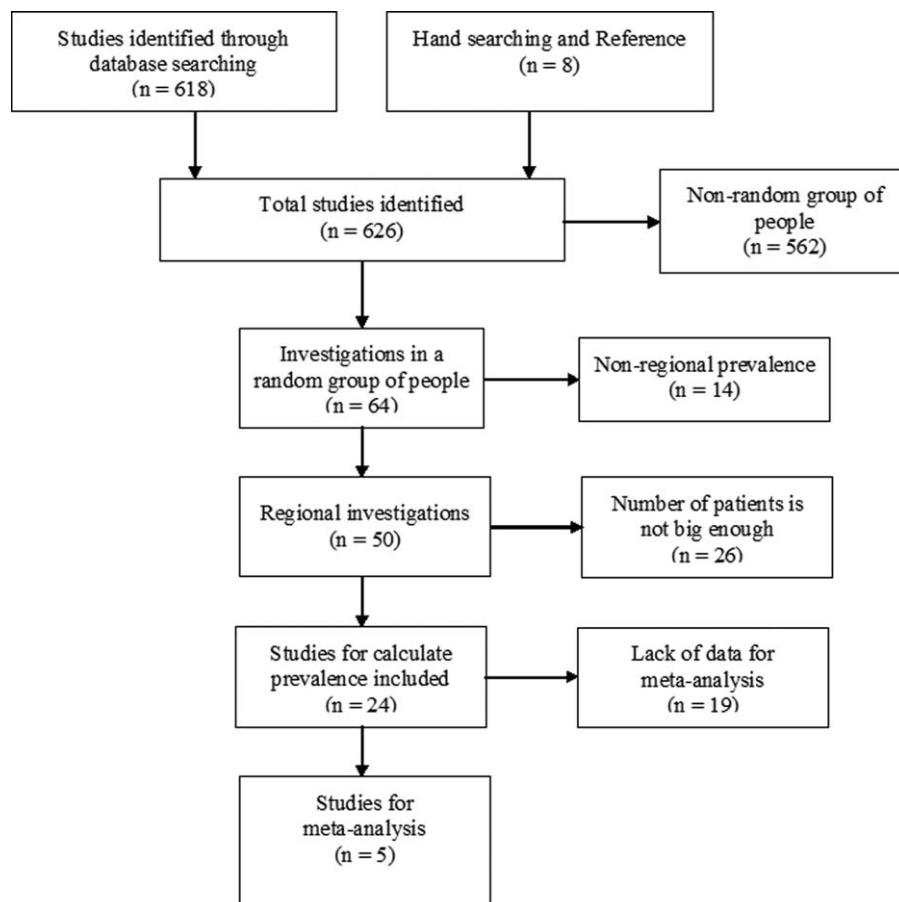 Studies identified through
database searching
(n = 618)
Hand searching and Reference
(n = 8)
Total studies identified
(n = 626)
Non-random group of
people
(n = 562)
Investigations in a
random group of people
(n = 64)
Non-regional prevalence
(n = 14)
Regional investigations
(n = 50)
Number of patients is
not big enough
(n = 26)
Studies for calculate
prevalence included
(n = 24)
Lack of data for
meta-analysis
(n = 19)
Studies for
meta-analysis
(n = 5)